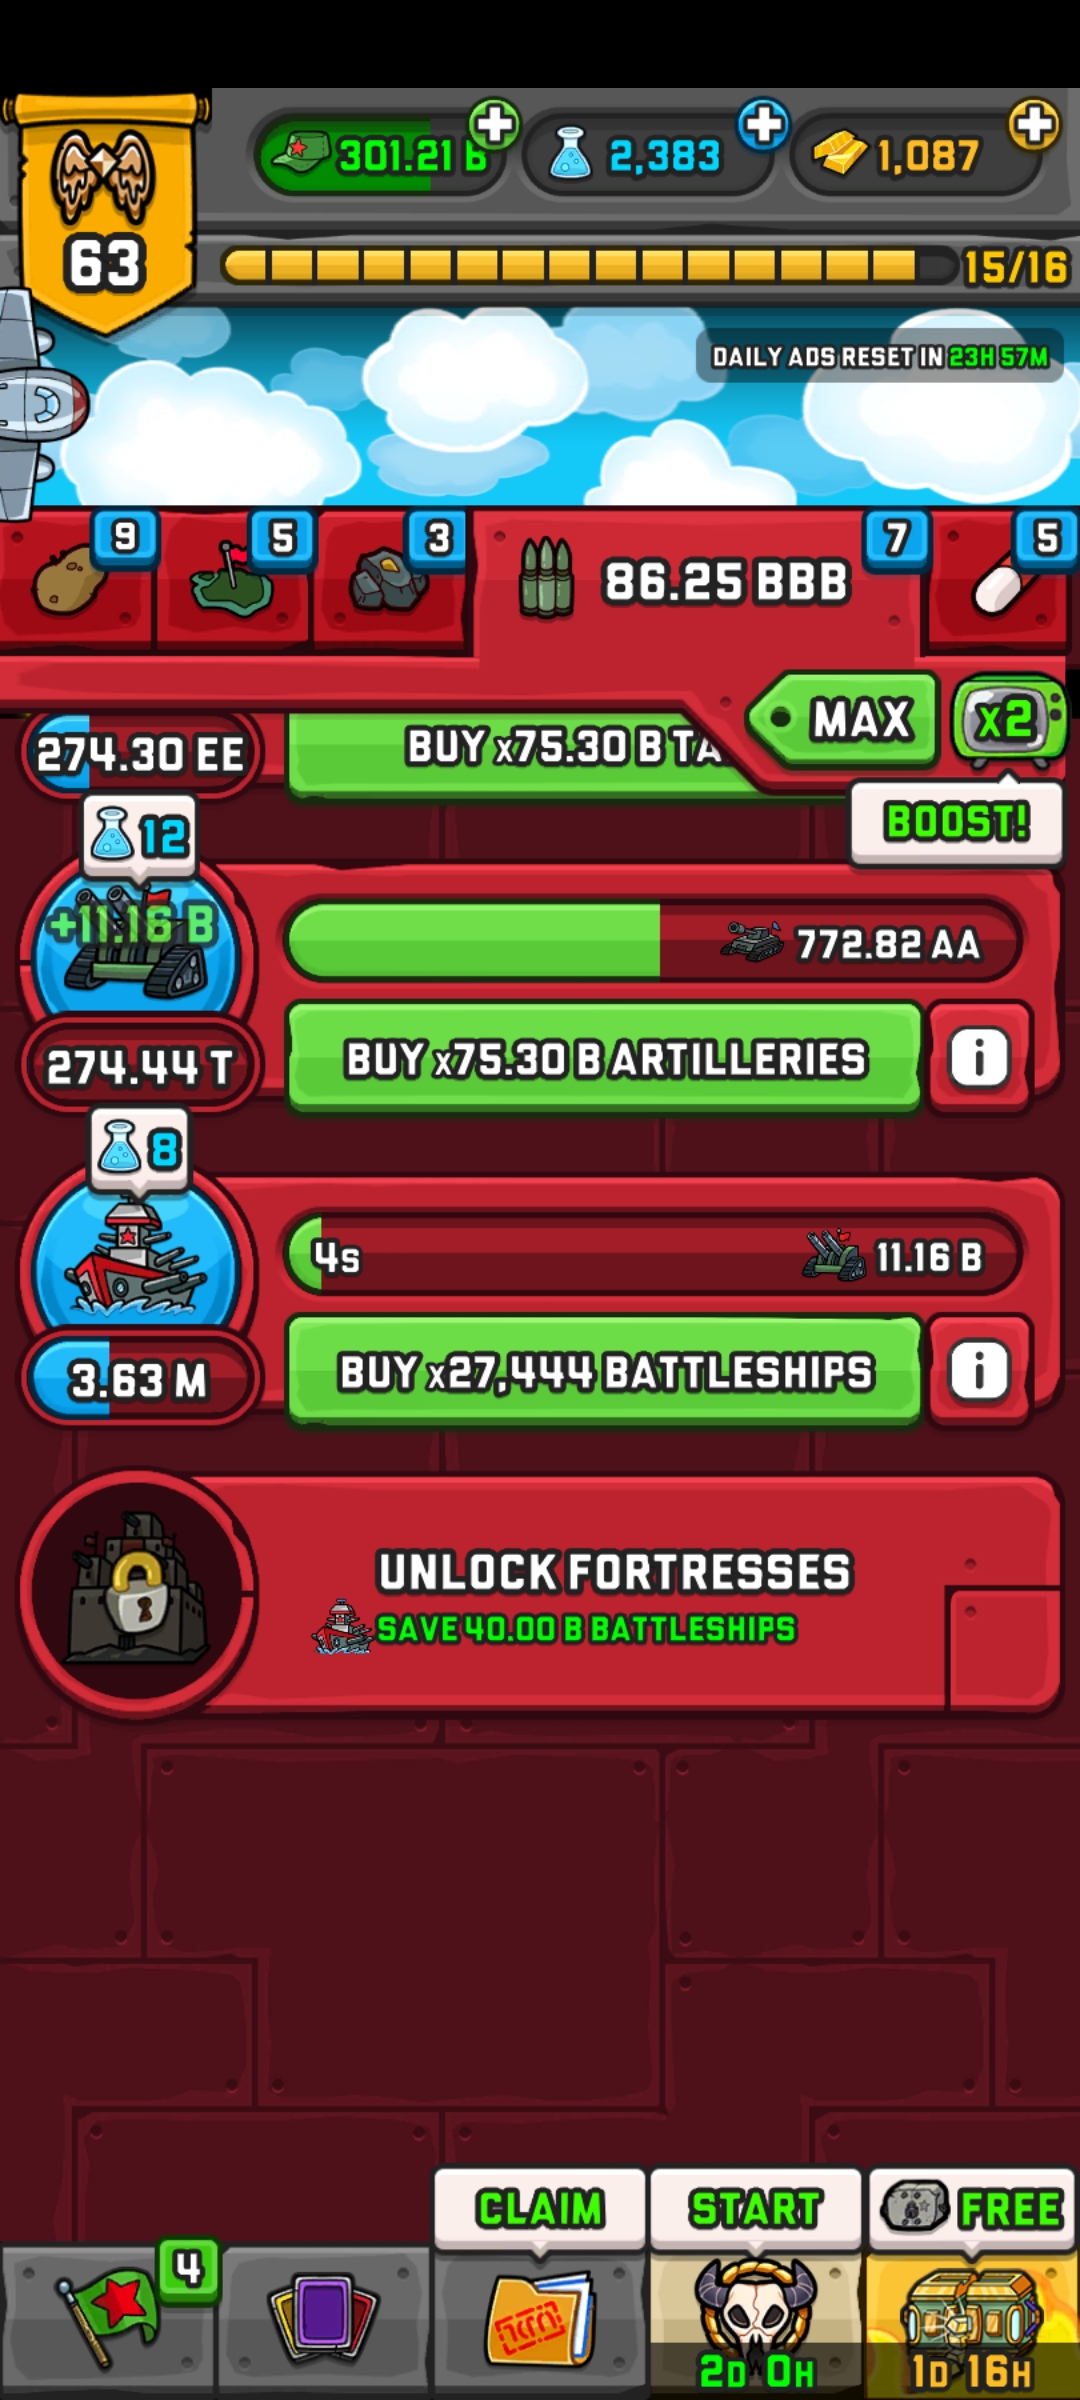 63
301.21 B
2,383
1,087
15/16
DAILY ADS RESET IN 23H 57M
9
5
3
86.25 BBB
7
5
MAX
x2
BOOST!
274.30 EE
BUY x75.30 B TA
12
+11.16 B
772.82 AA
274.44 T
BUY x75.30 B ARTILLERIES
i
8
4s
11.16 B
3.63 M
BUY x27,444 BATTLESHIPS
i
UNLOCK FORTRESSES
SAVE 40.00 B BATTLESHIPS
CLAIM
START
FREE
4
2D 0H
1D 16H